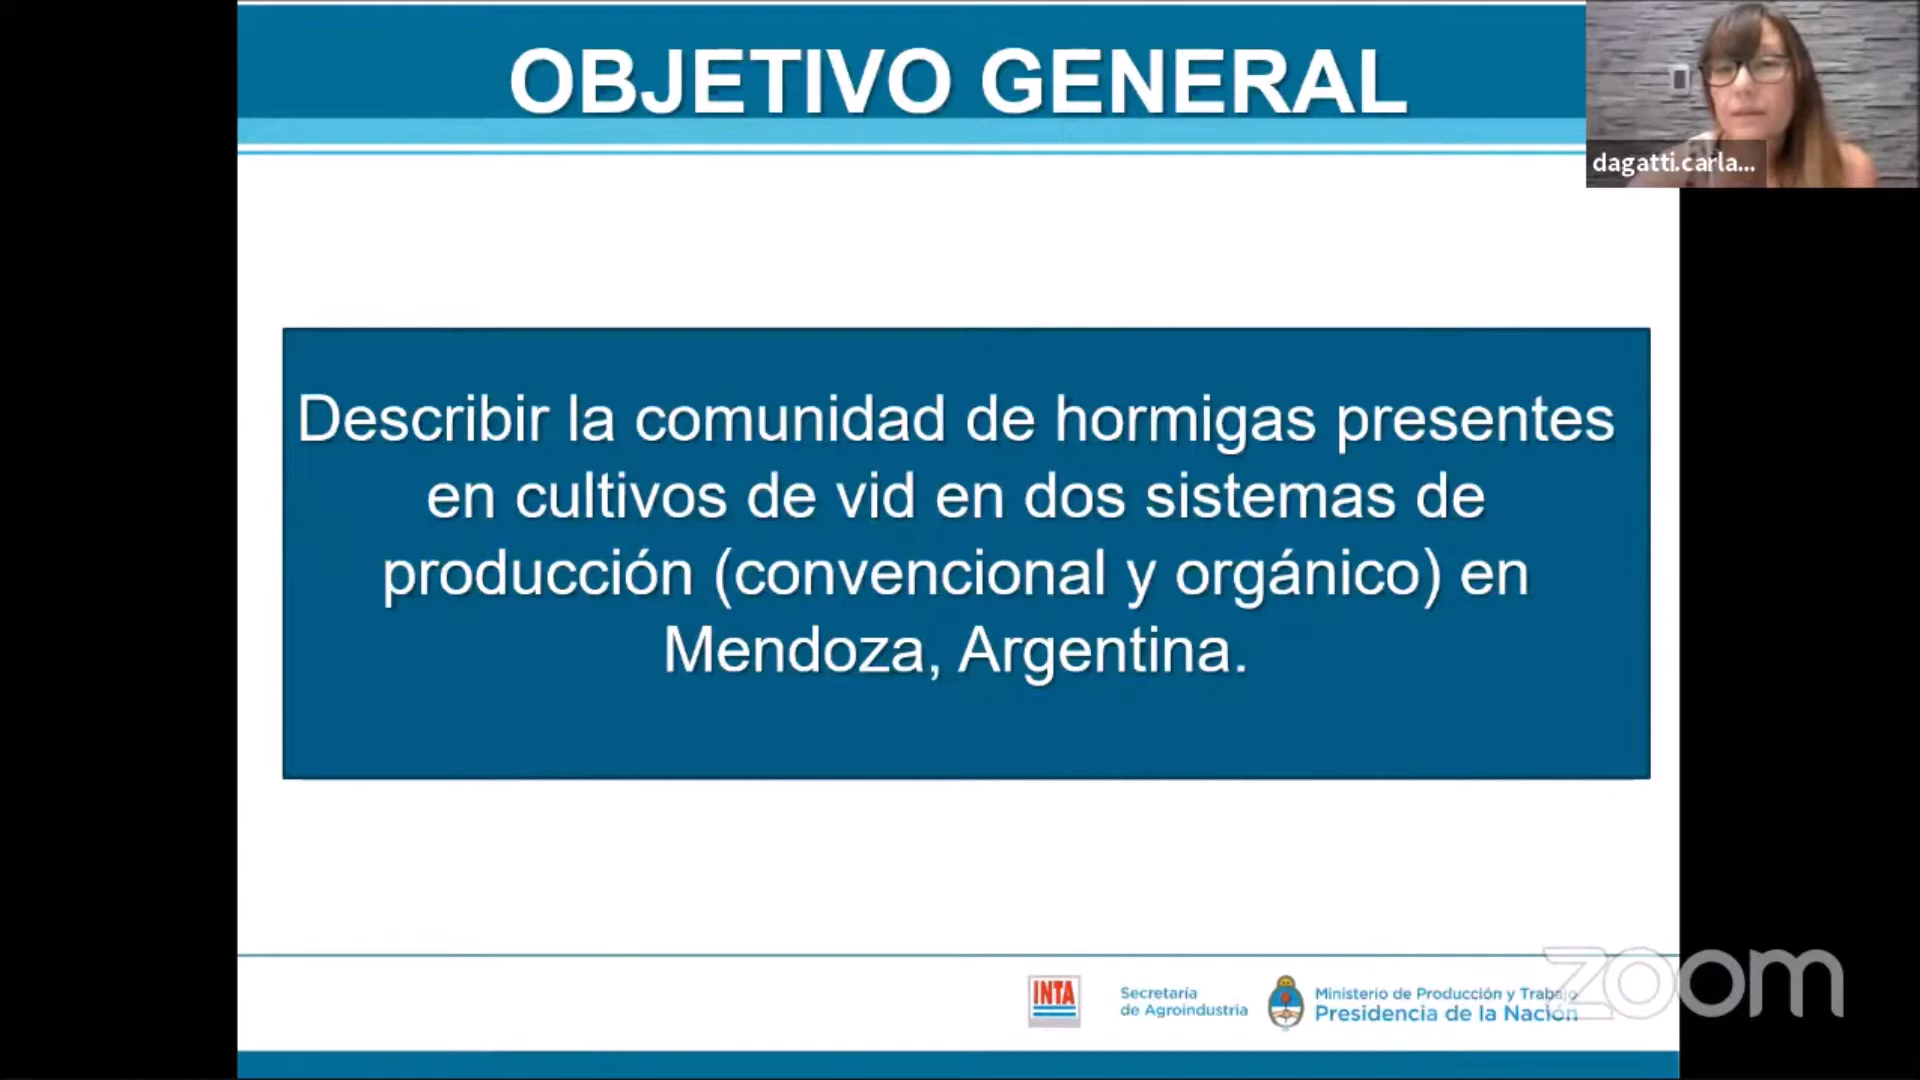 OBJETIVO GENERAL
dagatti.carla...
Describir la comunidad de hormigas presentes
en cultivos de vid en dos sistemas de
producción (convencional y orgánico) en
Mendoza, Argentina.
INTA
Secretaría
de Agroindustria
Ministerio de Producción y Trabajo
Presidencia de la Nación
zoom